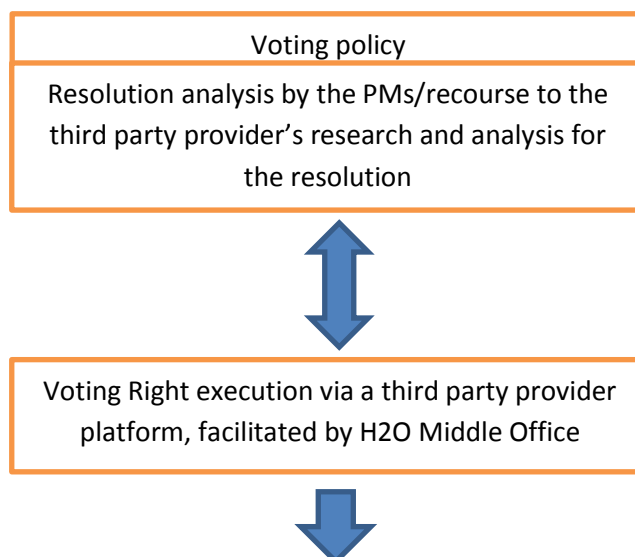 Voting policy
Resolution analysis by the PMs/recourse to the
third party provider’s research and analysis for
the resolution
Voting Right execution via a third party provider
platform, facilitated by H2O Middle Office